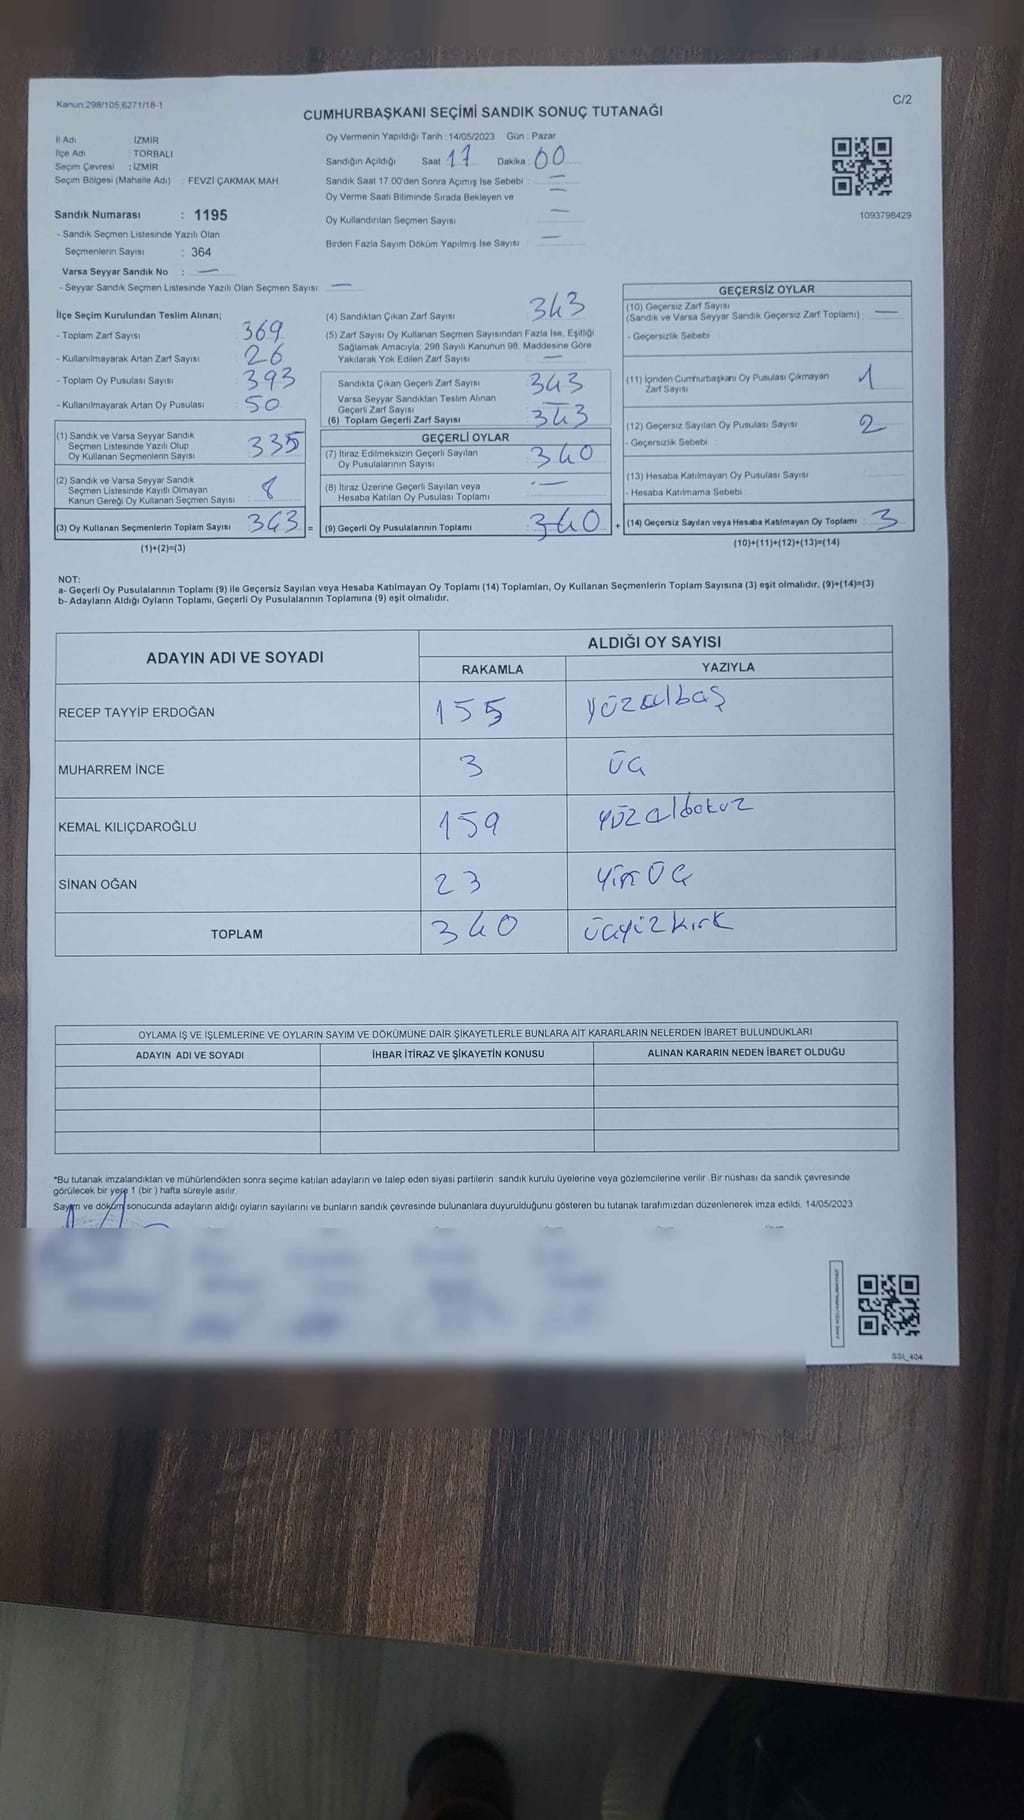 Kanun:298/105,6271/18-1
C/2
CUMHURBAŞKANI SEÇİMİ SANDIK SONUÇ TUTANAĞI
İl Adı İZMİR
İlçe Adı : TORBALI
Seçim Çevresi : İZMİR
Seçim Bölgesi (Mahalle Adı) : FEVZİ ÇAKMAK MAH.
Sandık Numarası : 1195
- Sandık Seçmen Listesinde Yazılı Olan
Seçmenlerin Sayısı : 364
Varsa Seyyar Sandık No : —
- Seyyar Sandık Seçmen Listesinde Yazılı Olan Seçmen Sayısı: —
Oy Vermenin Yapıldığı Tarih : 14/05/2023 Gün : Pazar
Sandığın Açıldığı Saat : 17 Dakika : 00
Sandık Saat 17.00'den Sonra Açımış İse Sebebi : —
Oy Verme Saati Bitiminde Sırada Bekleyen ve —
Oy Kullandırılan Seçmen Sayısı —
Birden Fazla Sayım Döküm Yapılmış İse Sayısı : —
1093798429
İlçe Seçim Kurulundan Teslim Alınan;
- Toplam Zarf Sayısı : 369
- Kullanılmayarak Artan Zarf Sayısı : 26
- Toplam Oy Pusulası Sayısı : 393
- Kullanılmayarak Artan Oy Pusulası : 50
(1) Sandık ve Varsa Seyyar Sandık
Seçmen Listesinde Yazılı Olup
Oy Kullanan Seçmenlerin Sayısı 335
(2) Sandık ve Varsa Seyyar Sandık
Seçmen Listesinde Kayıtlı Olmayan
Kanun Gereği Oy Kullanan Seçmen Sayısı 8
(3) Oy Kullanan Seçmenlerin Toplam Sayısı 343 =
(1)+(2)=(3)
(4) Sandıktan Çıkan Zarf Sayısı 343
(5) Zarf Sayısı Oy Kullanan Seçmen Sayısından Fazla İse, Eşitliği
Sağlamak Amacıyla; 298 Sayılı Kanunun 98. Maddesine Göre
Yakılarak Yok Edilen Zarf Sayısı —
Sandıkta Çıkan Geçerli Zarf Sayısı 343
Varsa Seyyar Sandıktan Teslim Alınan
Geçerli Zarf Sayısı —
(6) Toplam Geçerli Zarf Sayısı 343
GEÇERLİ OYLAR
(7) İtiraz Edilmeksizin Geçerli Sayılan
Oy Pusulalarının Sayısı 340
(8) İtiraz Üzerine Geçerli Sayılan veya
Hesaba Katılan Oy Pusulası Toplamı —
(9) Geçerli Oy Pusulalarının Toplamı 340 +
GEÇERSİZ OYLAR
(10) Geçersiz Zarf Sayısı
(Sandık ve Varsa Seyyar Sandık Geçersiz Zarf Toplamı) : —
- Geçersizlik Sebebi :
(11) İçinden Cumhurbaşkanı Oy Pusulası Çıkmayan
Zarf Sayısı 1
(12) Geçersiz Sayılan Oy Pusulası Sayısı : 2
- Geçersizlik Sebebi :
(13) Hesaba Katılmayan Oy Pusulası Sayısı :
- Hesaba Katılmama Sebebi :
(14) Geçersiz Sayılan veya Hesaba Katılmayan Oy Toplamı : 3
(10)+(11)+(12)+(13)=(14)
NOT:
a- Geçerli Oy Pusulalarının Toplamı (9) ile Geçersiz Sayılan veya Hesaba Katılmayan Oy Toplamı (14) Toplamları, Oy Kullanan Seçmenlerin Toplam Sayısına (3) eşit olmalıdır. (9)+(14)=(3)
b- Adayların Aldığı Oyların Toplamı, Geçerli Oy Pusulalarının Toplamına (9) eşit olmalıdır.
ADAYIN ADI VE SOYADI
ALDIĞI OY SAYISI
RAKAMLA YAZIYLA
RECEP TAYYİP ERDOĞAN 155 yüzelbaş
MUHARREM İNCE 3 üç
KEMAL KILIÇDAROĞLU 159 yüzeldokuz
SİNAN OĞAN 23 yirüç
TOPLAM 340 üçyüzkırk
OYLAMA İŞ VE İŞLEMLERİNE VE OYLARIN SAYIM VE DÖKÜMÜNE DAİR ŞİKAYETLERLE BUNLARA AİT KARARLARIN NELERDEN İBARET BULUNDUKLARI
ADAYIN ADI VE SOYADI İHBAR İTİRAZ VE ŞİKAYETİN KONUSU ALINAN KARARIN NEDEN İBARET OLDUĞU
*Bu tutanak imzalandıktan ve mühürlendikten sonra seçime katılan adayların ve talep eden siyasi partilerin sandık kurulu üyelerine veya gözlemcilerine verilir. Bir nüshası da sandık çevresinde
görülecek bir yere 1 (bir ) hafta süreyle asılır.
Sayım ve döküm sonucunda adayların aldığı oyların sayılarını ve bunların sandık çevresinde bulunanlara duyurulduğunu gösteren bu tutanak tarafımızdan düzenlenerek imza edildi. 14/05/2023
SSI_404